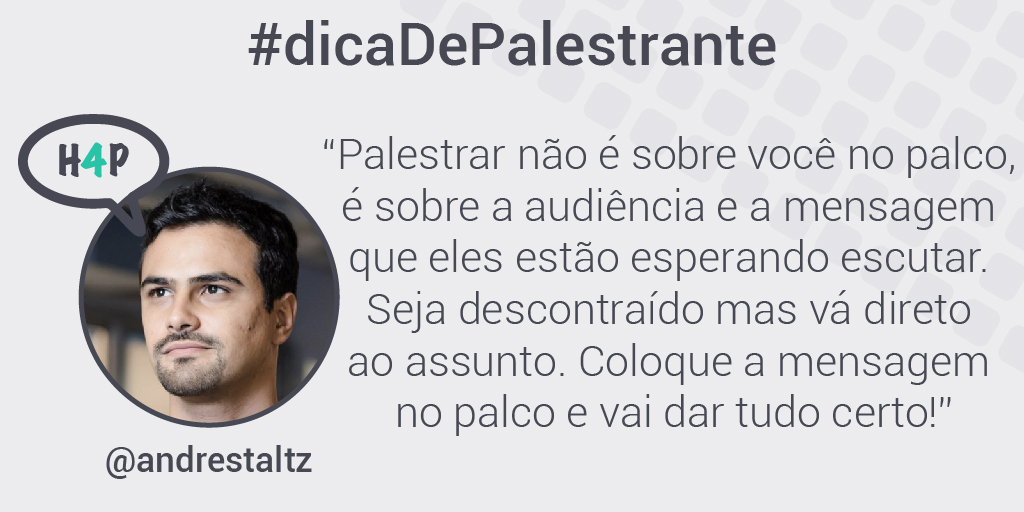 #dicaDePalestrante
H4P
“Palestrar não é sobre você no palco,
é sobre a audiência e a mensagem
que eles estão esperando escutar.
Seja descontraído mas vá direto
ao assunto. Coloque a mensagem
no palco e vai dar tudo certo!”
@andrestaltz